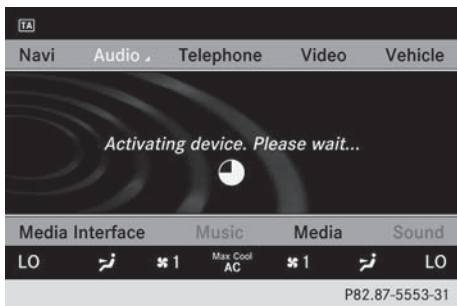 TA
Navi Audio Telephone Video Vehicle
Activating device. Please wait...
Media Interface Music Media Sound
LO 1 Max Cool AC 1 LO
P82.87-5553-31